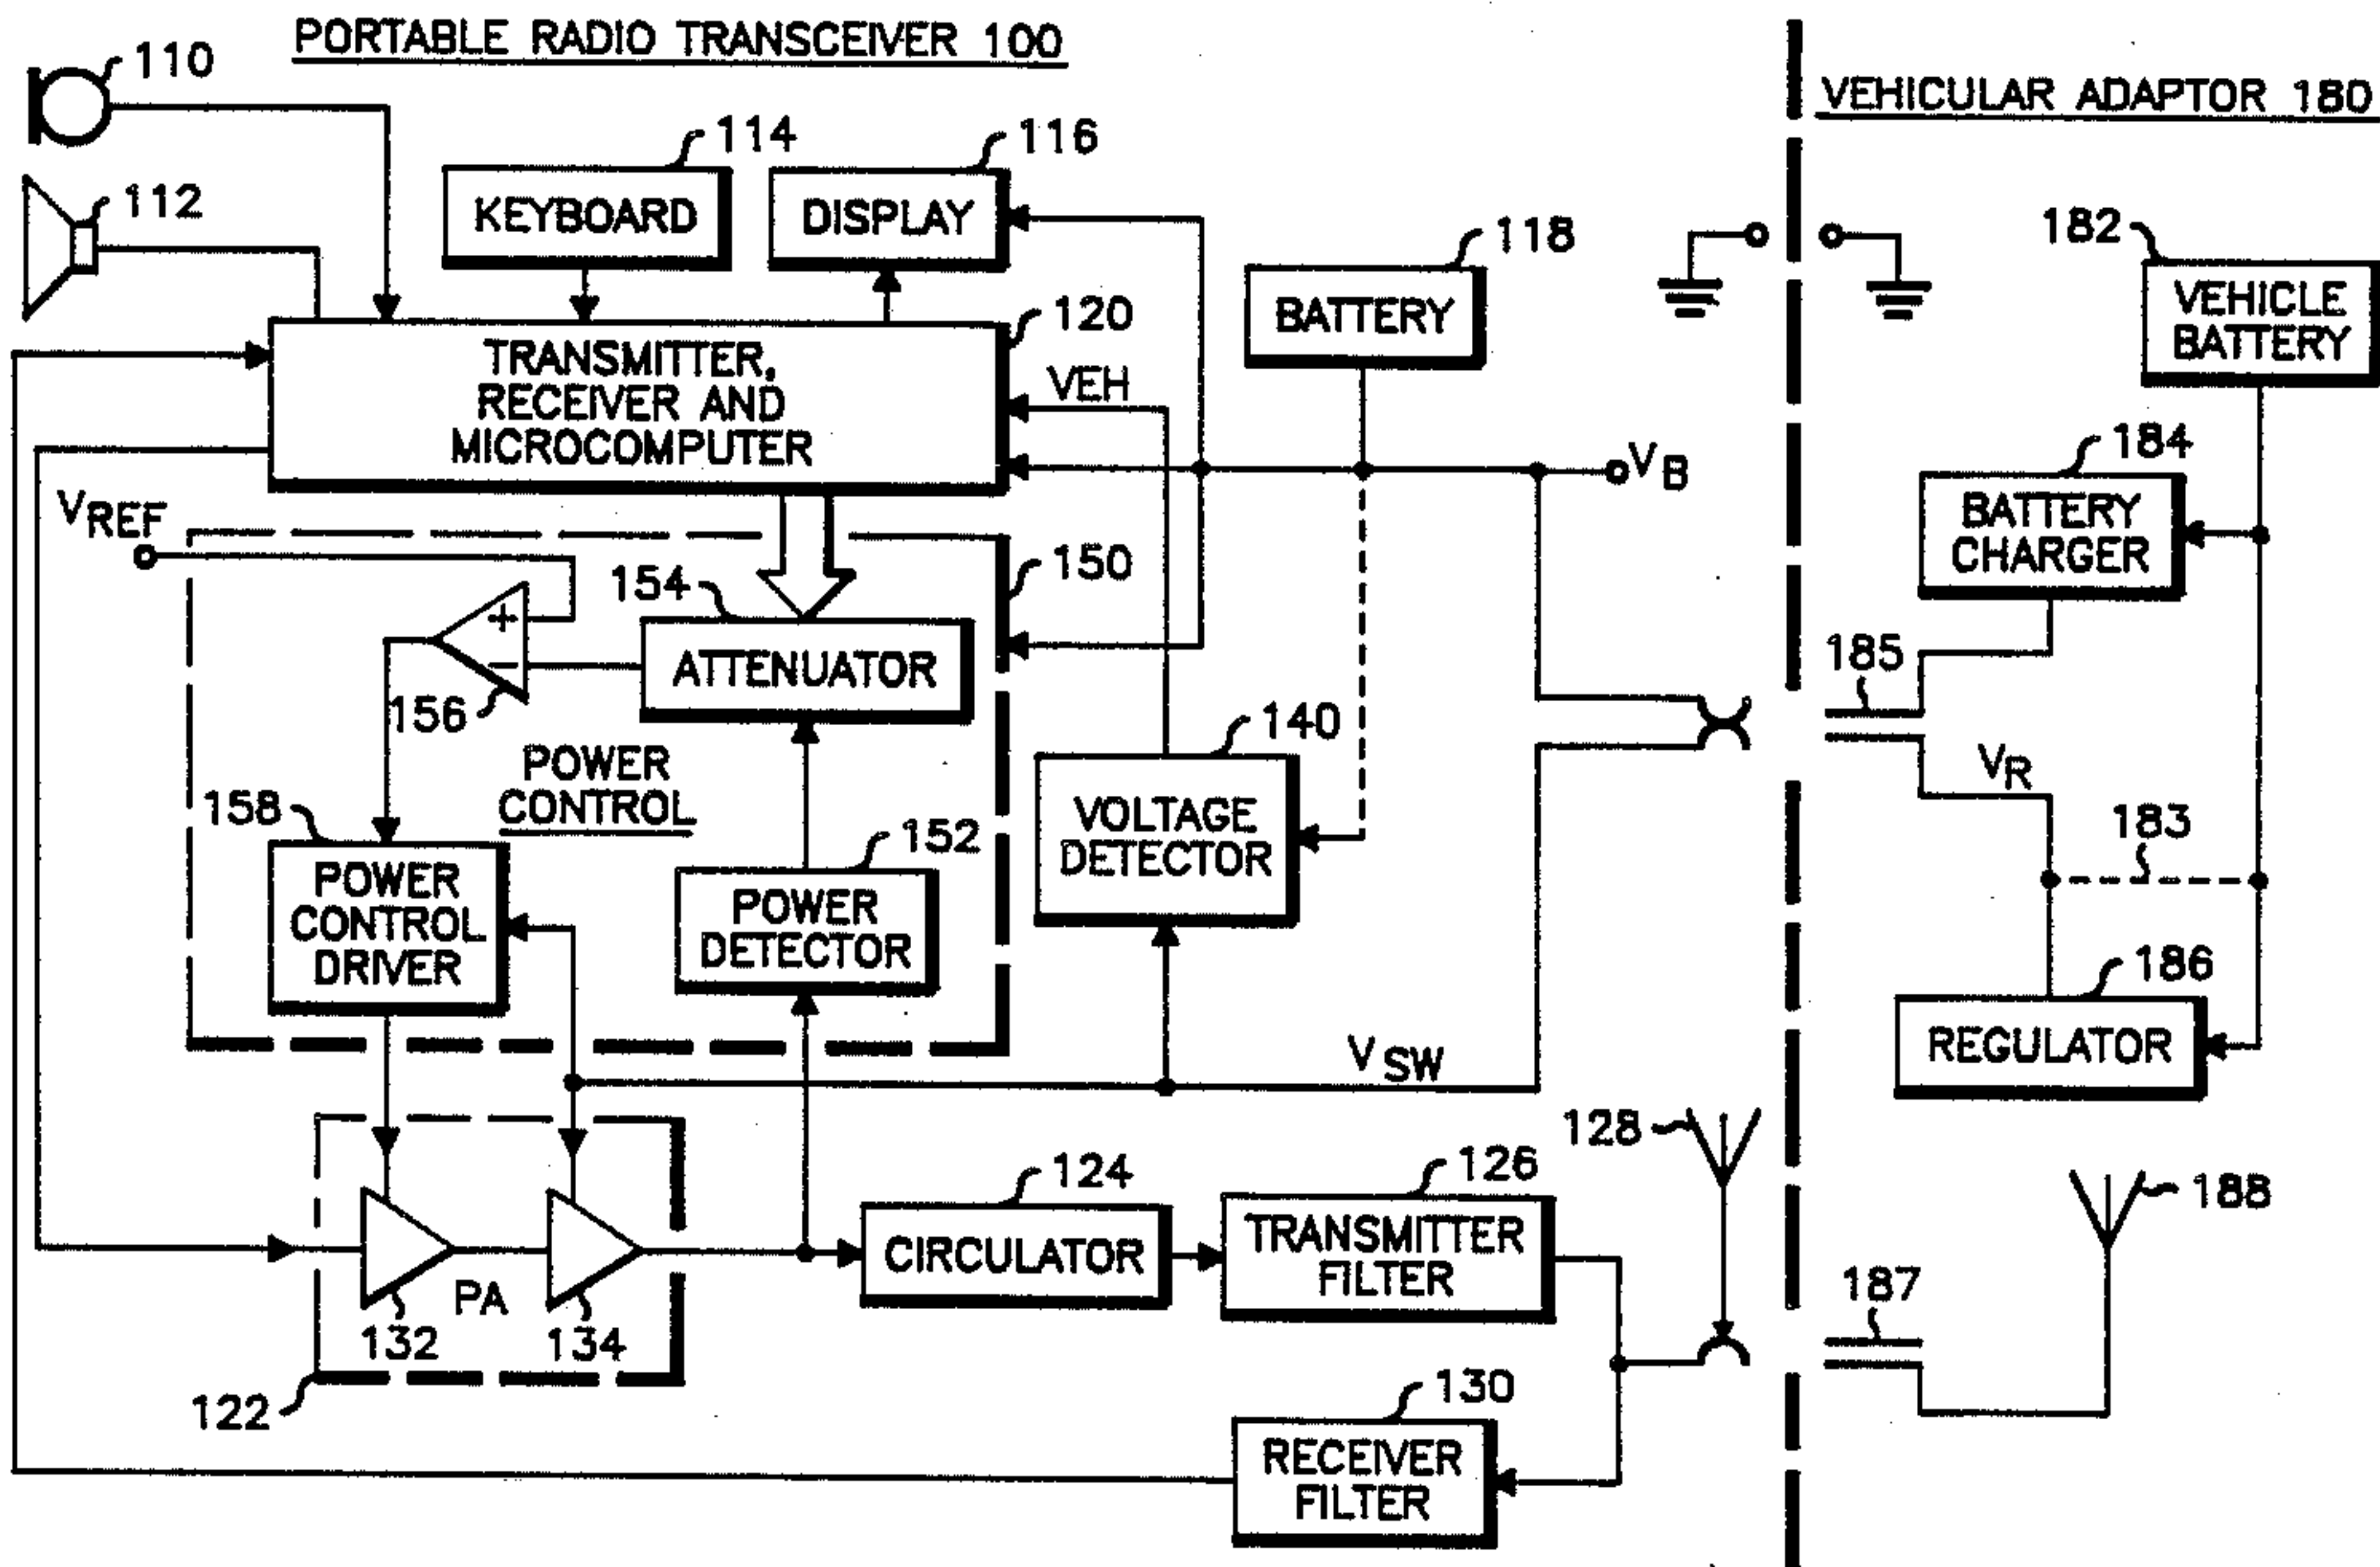 PORTABLE RADIO TRANSCEIVER 100
VEHICULAR ADAPTOR 180
110
112
114
116
KEYBOARD
DISPLAY
118
BATTERY
182
VEHICLE
BATTERY
120
TRANSMITTER,
RECEIVER AND
MICROCOMPUTER
VEH
VB
184
BATTERY
CHARGER
VREF
150
154
ATTENUATOR
+
−
156
185
140
VOLTAGE
DETECTOR
VR
183
POWER
CONTROL
158
POWER
CONTROL
DRIVER
152
POWER
DETECTOR
186
REGULATOR
VSW
128
188
124
CIRCULATOR
126
TRANSMITTER
FILTER
187
PA
132
134
122
130
RECEIVER
FILTER